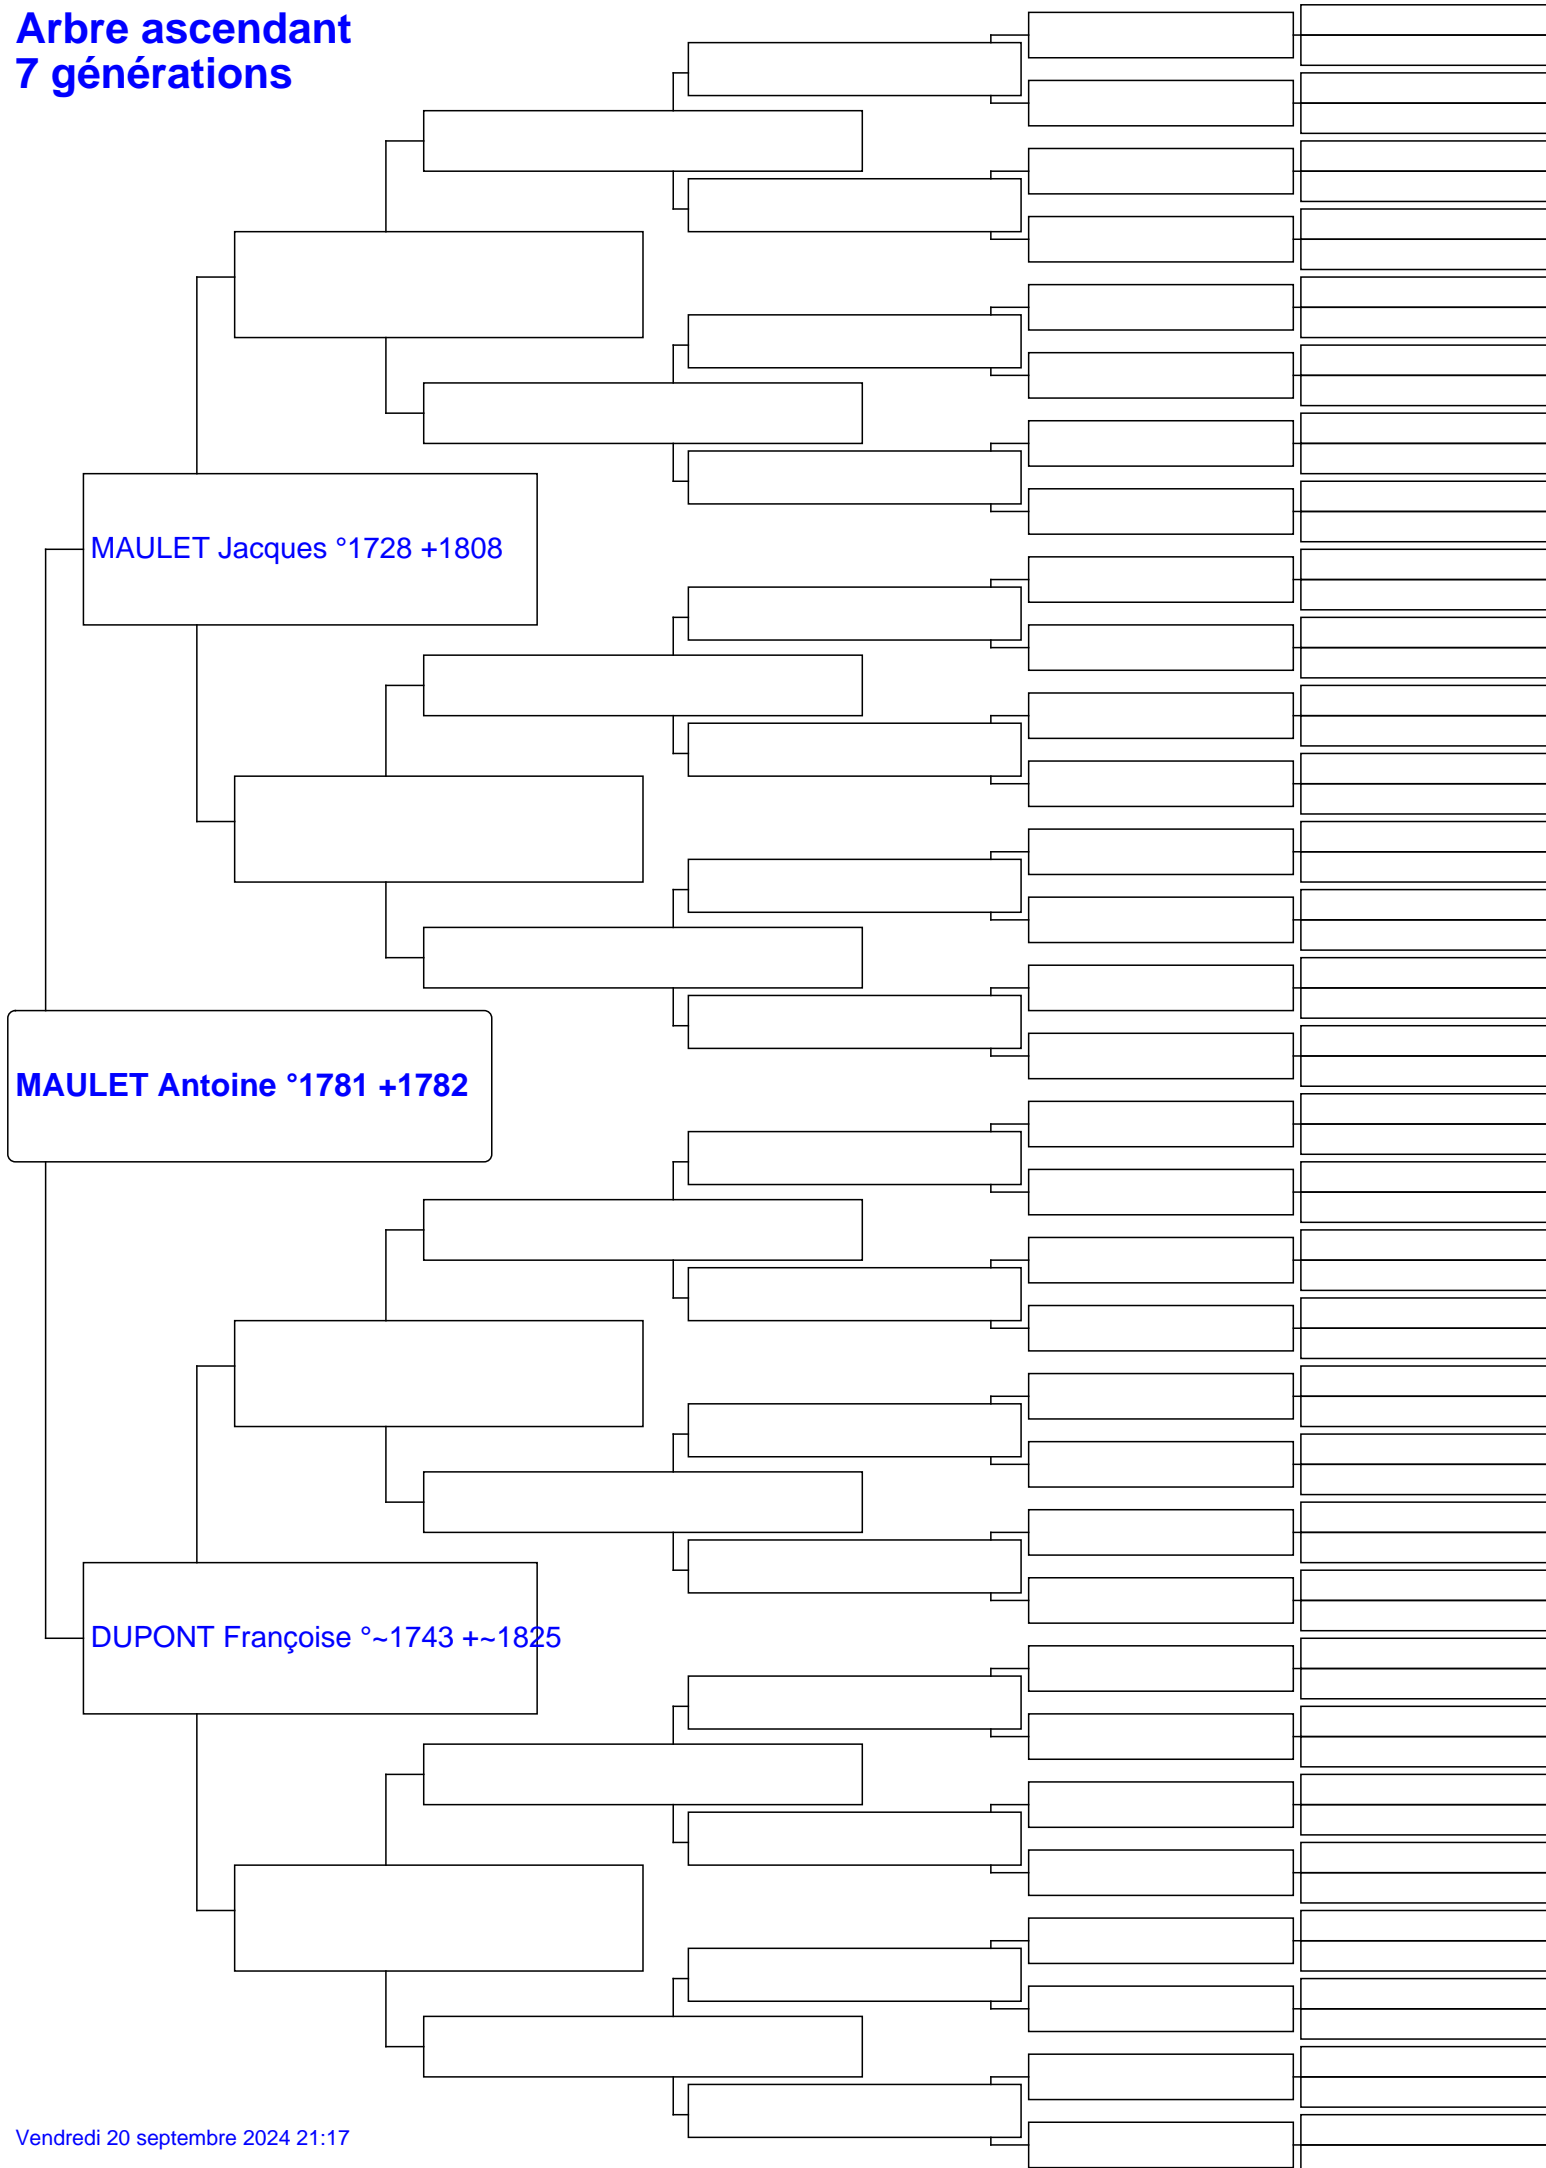 Arbre ascendant
7 générations
MAULET Jacques °1728 +1808
MAULET Antoine °1781 +1782
DUPONT Françoise °~1743 +~1825
Vendredi 20 septembre 2024 21:17